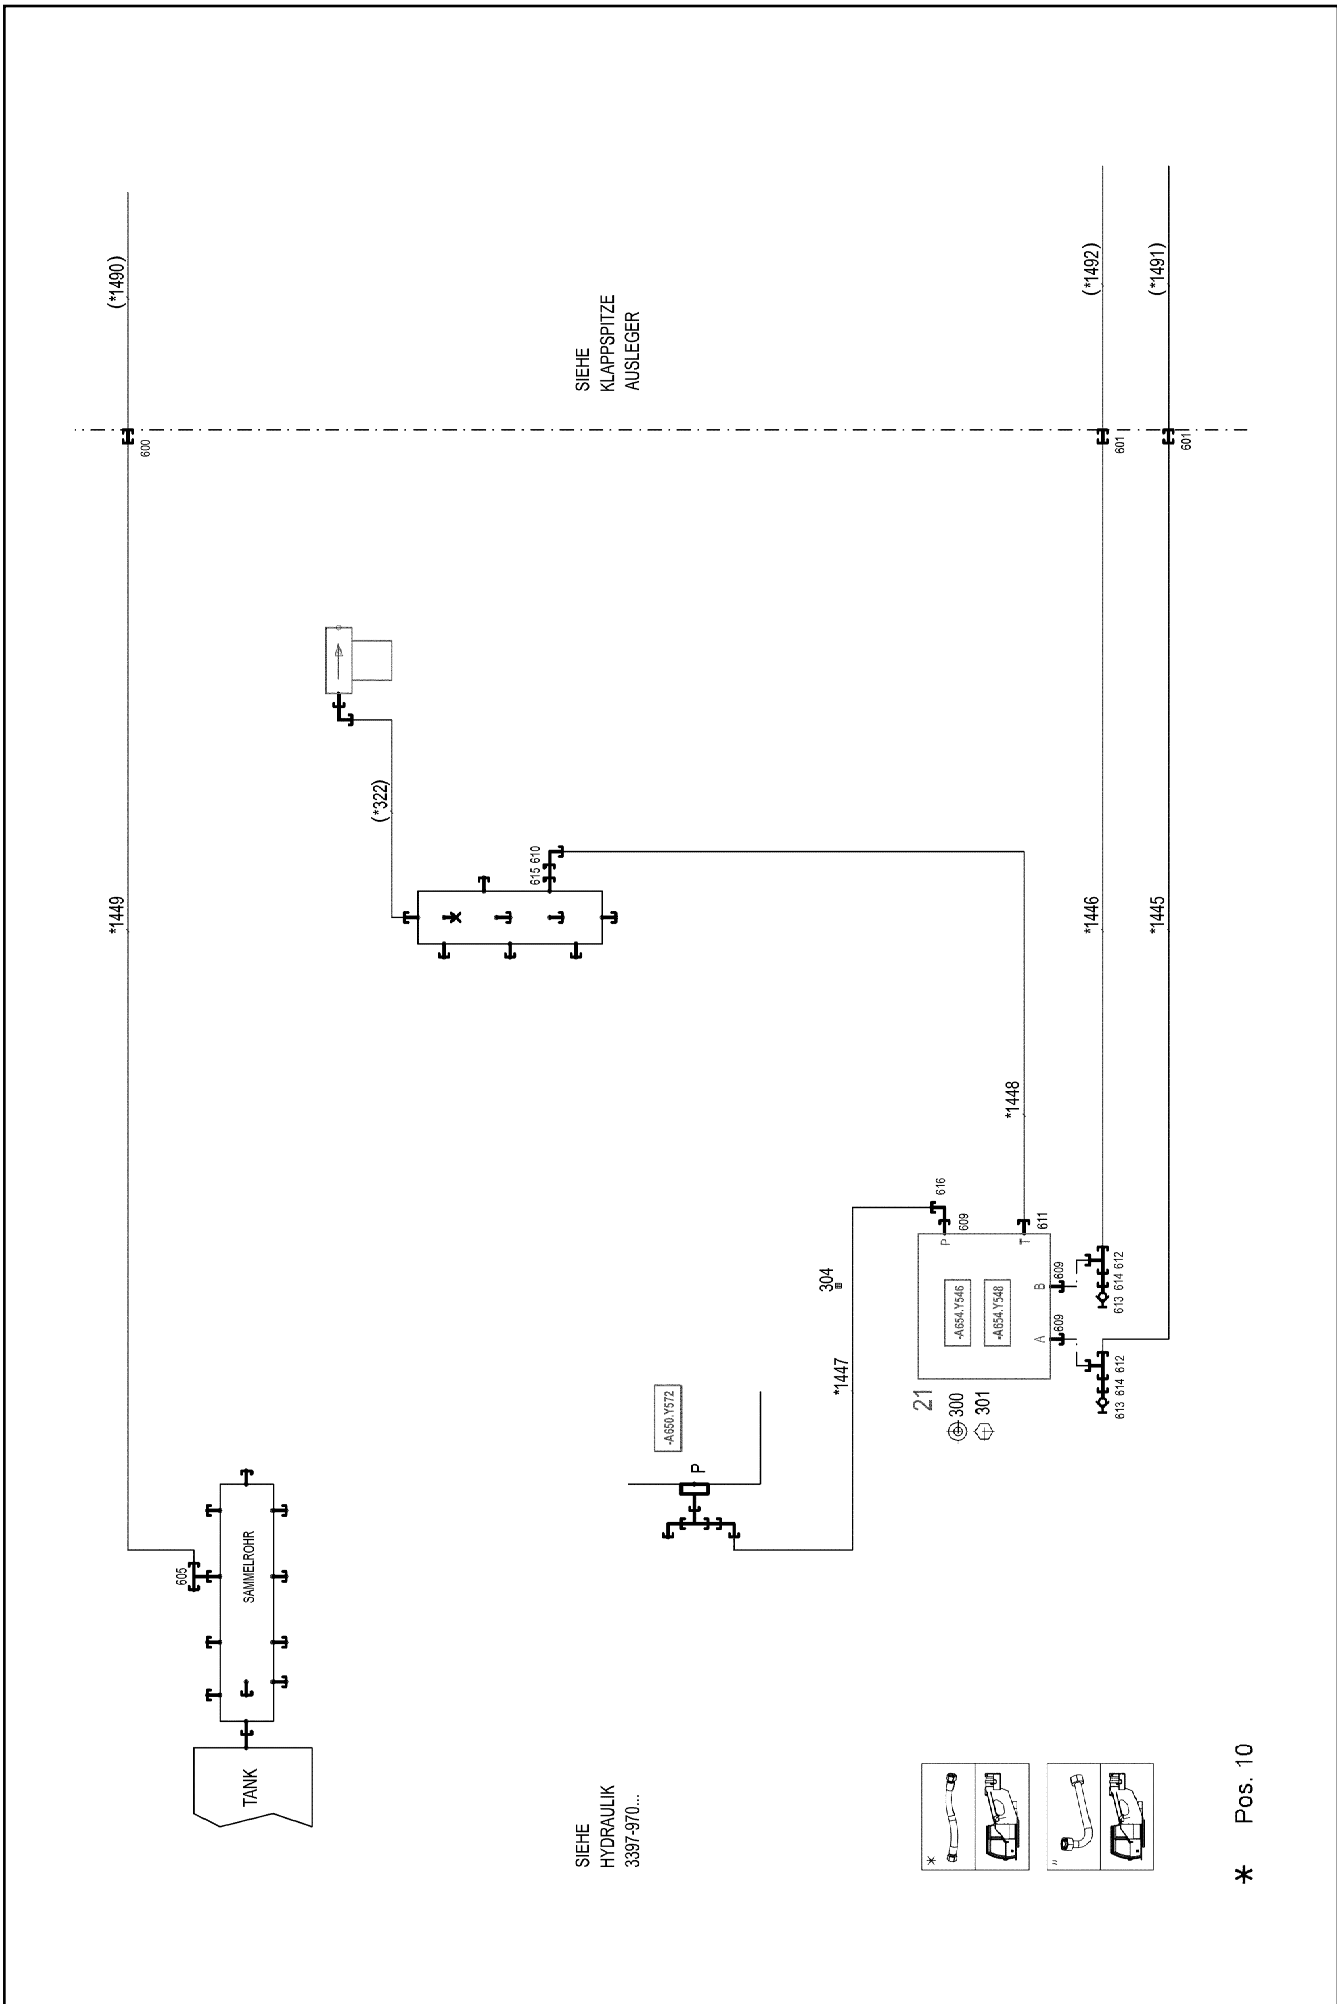 (*1490)
(*1492)
(*1491)
SIEHE
KLAPPSPITZE
AUSLEGER
600
601
601
(*322)
615 610
*1449
*1446
*1445
*1448
616
609
P
T
611
304
-A654.Y546
-A654.Y548
B
609
A
609
613 614 612
613 614 612
*1447
21
300
301
-A650.Y572
P
605
SAMMELROHR
TANK
SIEHE
HYDRAULIK
3397-970...
*
"
* Pos. 10